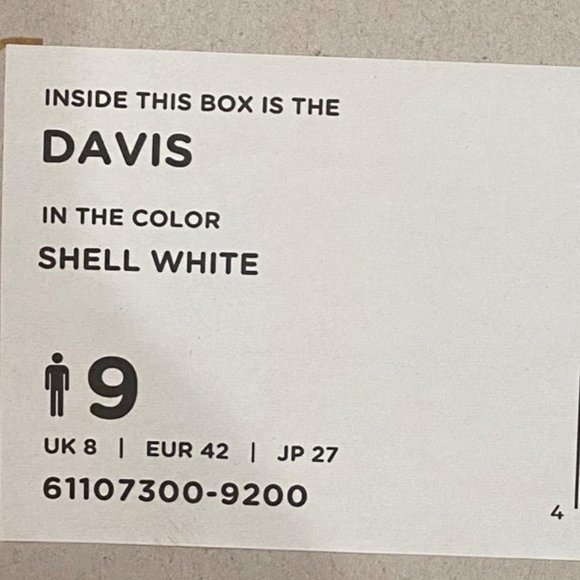 INSIDE THIS BOX IS THE
DAVIS
IN THE COLOR
SHELL WHITE
9
UK 8 | EUR 42 | JP 27
61107300-9200
4